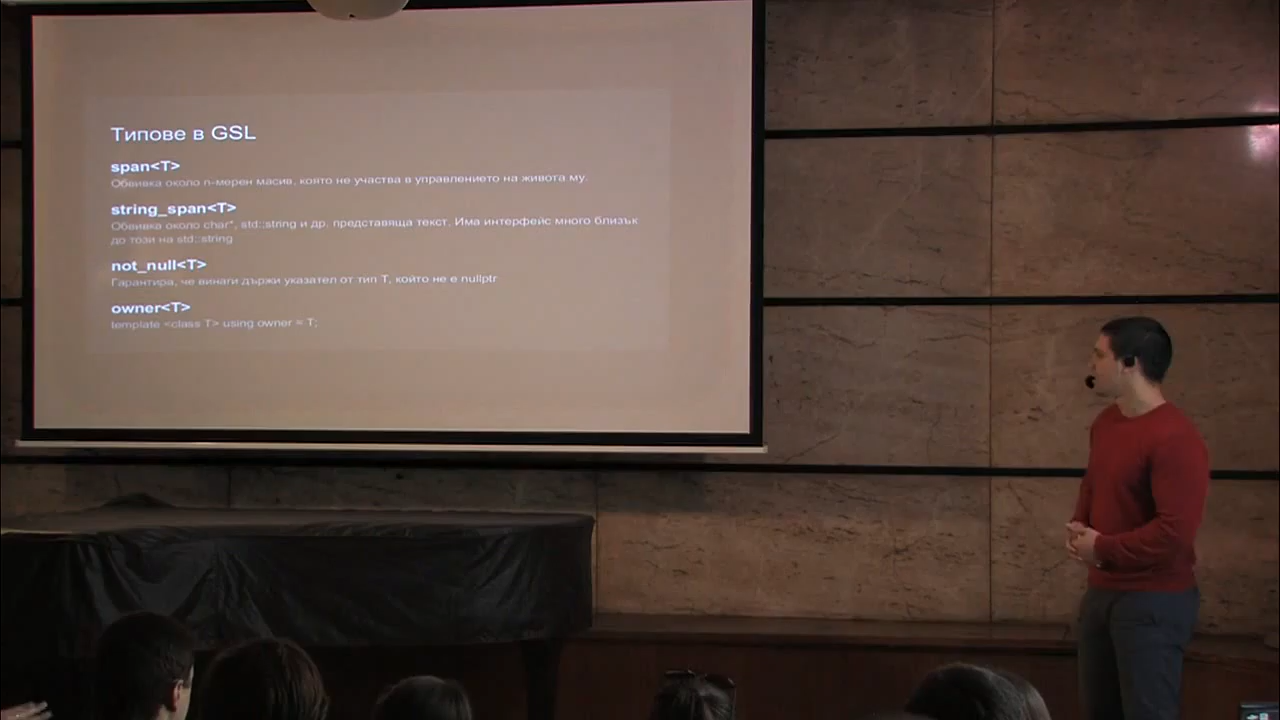 Типове в GSL
span<T>
Обвивка около n-мерен масив, която не участва в управлението на живота му.
string_span<T>
Обвивка около char*, std::string и др, представяща текст. Има интерфейс много близък
до този на std::string
not_null<T>
Гарантира, че винаги държи указател от тип T, който не е nullptr
owner<T>
template <class T> using owner = T;